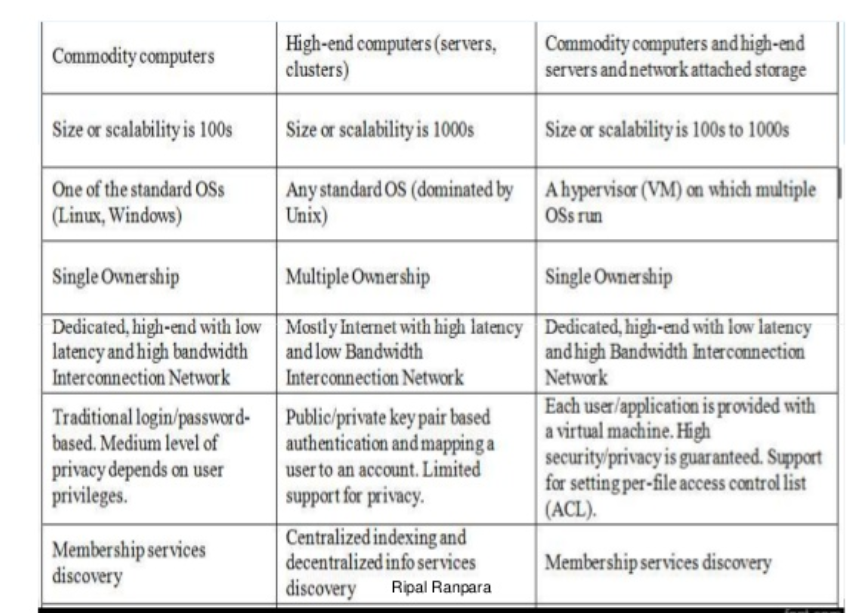 Commodity computers
High-end computers (servers,
clusters)
Commodity computers and high-end
servers and network attached storage
Size or scalability is 100s
Size or scalability is 1000s
Size or scalability is 100s to 1000s
One of the standard OSs
(Linux, Windows)
Any standard OS (dominated by
Unix)
A hypervisor (VM) on which multiple
OSs run
Single Ownership
Multiple Ownership
Single Ownership
Dedicated, high-end with low
latency and high bandwidth
Interconnection Network
Mostly Internet with high latency
and low Bandwidth
Interconnection Network
Dedicated, high-end with low latency
and high Bandwidth Interconnection
Network
Traditional login/password-
based. Medium level of
privacy depends on user
privileges.
Public/private key pair based
authentication and mapping a
user to an account. Limited
support for privacy.
Each user/application is provided with
a virtual machine. High
security/privacy is guaranteed. Support
for setting per-file access control list
(ACL).
Membership services
discovery
Centralized indexing and
decentralized info services
discovery
Membership services discovery
Ripal Ranpara